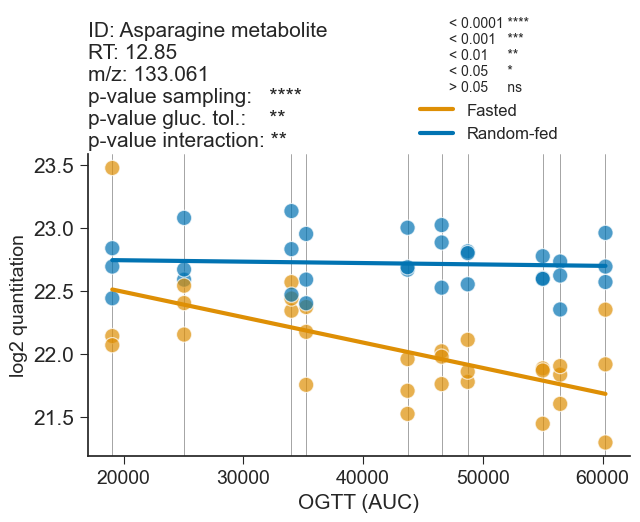 ID: Asparagine metabolite
RT: 12.85
m/z: 133.061
p-value sampling: ****
p-value gluc. tol.: **
p-value interaction: **
< 0.0001 ****
< 0.001 ***
< 0.01 **
< 0.05 *
> 0.05 ns
Fasted
Random-fed
23.5
23.0
22.5
22.0
21.5
log2 quantitation
20000 30000 40000 50000 60000
OGTT (AUC)